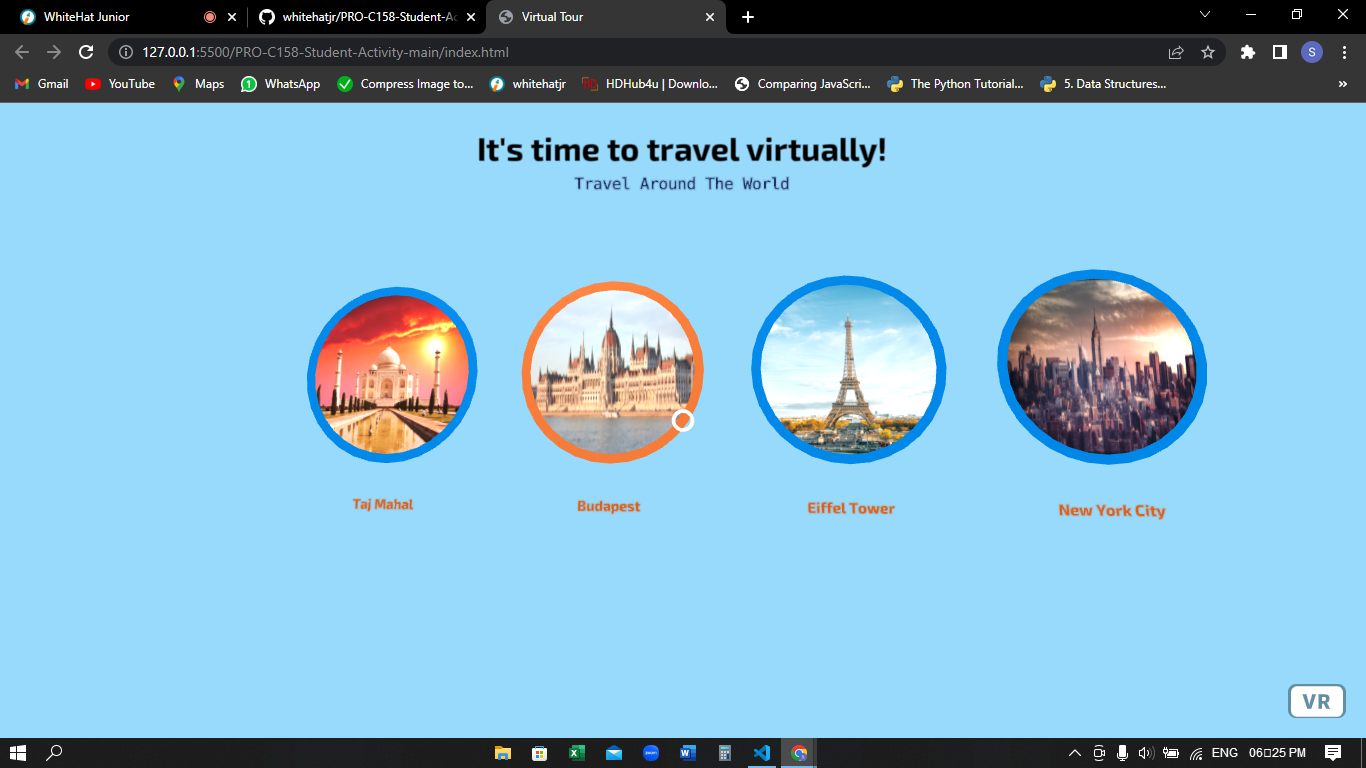 WhiteHat Junior
whitehatjr/PRO-C158-Student-Ac
Virtual Tour
127.0.0.1:5500/PRO-C158-Student-Activity-main/index.html
S
Gmail
YouTube
Maps
WhatsApp
Compress Image to...
whitehatjr
HDHub4u | Downlo...
Comparing JavaScri...
The Python Tutorial...
5. Data Structures...
»
It's time to travel virtually!
Travel Around The World
Taj Mahal
Budapest
Eiffel Tower
New York City
VR
ENG
06□25 PM